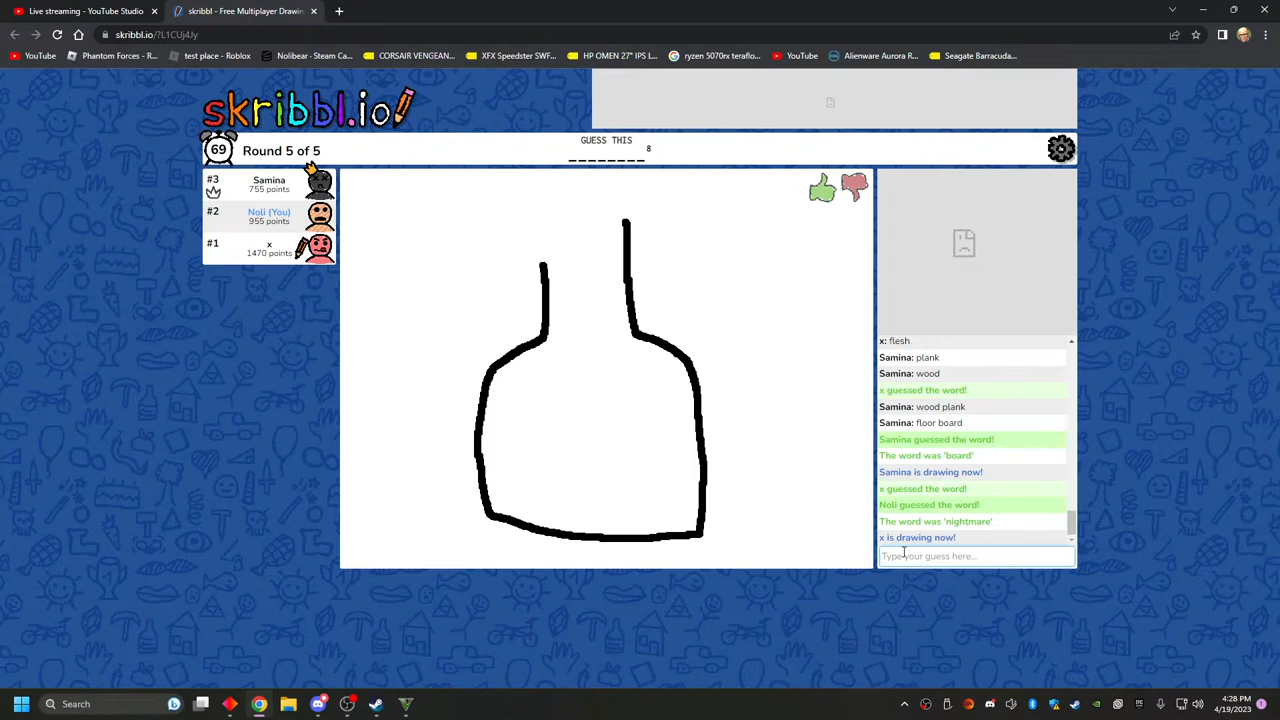 Live streaming - YouTube Studio
skribbl - Free Multiplayer Drawin
skribbl.io/?L1CUj4Jy
YouTube
Phantom Forces - R...
test place - Roblox
Nolibear - Steam Ca...
CORSAIR VENGEAN...
XFX Speedster SWF...
HP OMEN 27" IPS L...
ryzen 5070rx teraflo...
YouTube
Alienware Aurora R...
Seagate Barracuda...
skribbl.io
69
Round 5 of 5
GUESS THIS
________ 8
#3
Samina
755 points
#2
Noli (You)
955 points
#1
x
1470 points
x: flesh
Samina: plank
Samina: wood
x guessed the word!
Samina: wood plank
Samina: floor board
Samina guessed the word!
The word was 'board'
Samina is drawing now!
x guessed the word!
Noli guessed the word!
The word was 'nightmare'
x is drawing now!
Type your guess here...
Search
4:28 PM
4/19/2023
1